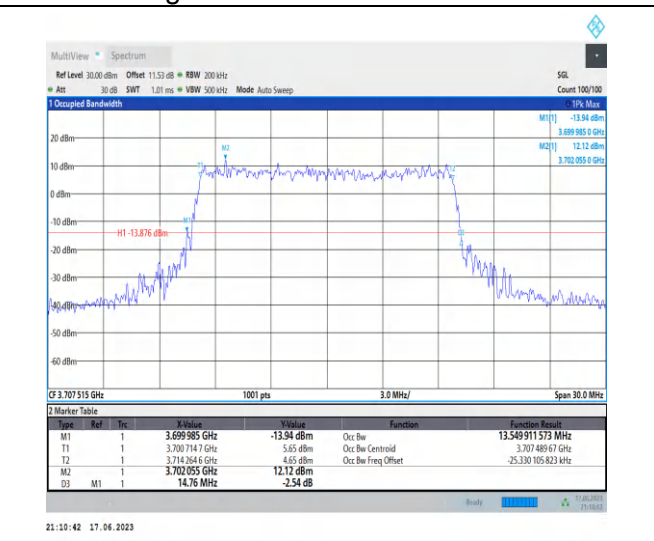 MultiView Spectrum
Ref Level 30.00 dBm Offset 11.53 dB RBW 200 kHz SGL
Att 30 dB SWT 1.01 ms VBW 500 kHz Mode Auto Sweep Count 100/100
1 Occupied Bandwidth 1Pk Max
M1[1] -13.94 dBm
3.699 985 0 GHz
M2[1] 12.12 dBm
3.702 055 0 GHz
20 dBm
M2
10 dBm
T1 T2
0 dBm
-10 dBm
M1
H1 -13.876 dBm
D3
-20 dBm
-30 dBm
-40 dBm
-50 dBm
-60 dBm
CF 3.707 515 GHz 1001 pts 3.0 MHz/ Span 30.0 MHz
2 Marker Table
Type Ref Trc X-Value Y-Value Function Function Result
M1 1 3.699 985 GHz -13.94 dBm Occ Bw 13.549 911 573 MHz
T1 1 3.700 714 7 GHz 5.65 dBm Occ Bw Centroid 3.707 489 67 GHz
T2 1 3.714 264 6 GHz 4.65 dBm Occ Bw Freq Offset -25.330 105 823 kHz
M2 1 3.702 055 GHz 12.12 dBm
D3 M1 1 14.76 MHz -2.54 dB
Ready 17.06.2023
21:10:42
21:10:42 17.06.2023